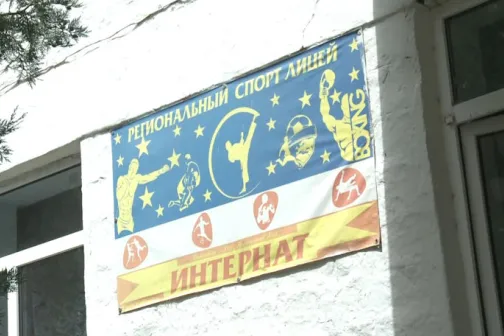 РЕГИОНАЛЬНЫЙ СПОРТ ЛИЦЕЙ
BOXING
ИНТЕРНАТ